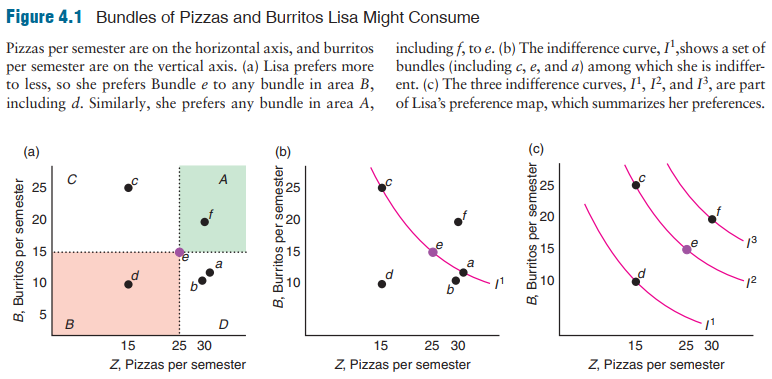 Figure 4.1 Bundles of Pizzas and Burritos Lisa Might Consume
Pizzas per semester are on the horizontal axis, and burritos
per semester are on the vertical axis. (a) Lisa prefers more
to less, so she prefers Bundle e to any bundle in area B,
including d. Similarly, she prefers any bundle in area A,
including f, to e. (b) The indifference curve, I¹,shows a set of
bundles (including c, e, and a) among which she is indiffer-
ent. (c) The three indifference curves, I¹, I², and I³, are part
of Lisa's preference map, which summarizes her preferences.
(a)
B, Burritos per semester
25
20
15
10
5
C
c
A
f
e
d
a
b
B
D
15
25
30
Z, Pizzas per semester
(b)
B, Burritos per semester
25
20
15
10
c
f
e
a
d
b
I¹
15
25
30
Z, Pizzas per semester
(c)
B, Burritos per semester
25
20
15
10
c
f
e
I³
d
I²
I¹
15
25
30
Z, Pizzas per semester